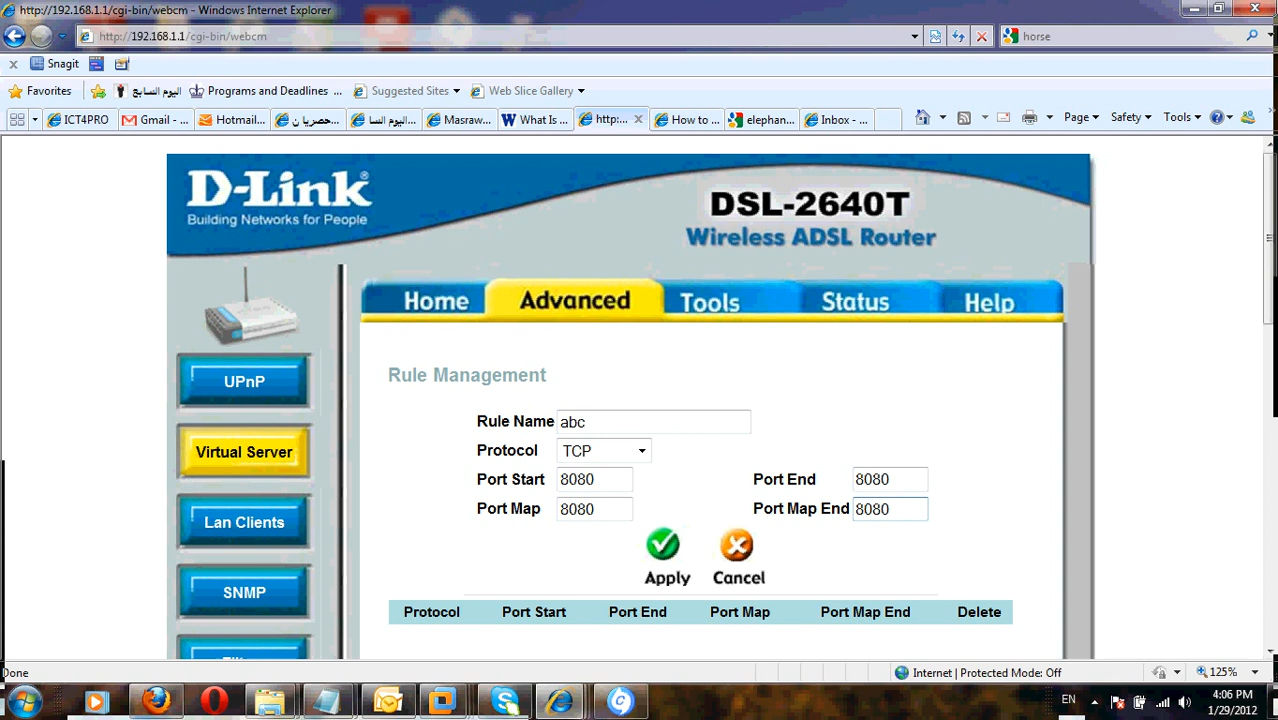 http://192.168.1.1/cgi-bin/webcm - Windows Internet Explorer
http://192.168.1.1/cgi-bin/webcm
horse
x Snagit
Favorites
اليوم السابع
Programs and Deadlines ...
Suggested Sites
Web Slice Gallery
ICT4PRO
Gmail - ...
Hotmail...
حصريا ن...
اليوم السا...
Masraw...
What Is ...
http:...
How to ...
elephan...
Inbox - ...
Page
Safety
Tools
D-Link®
Building Networks for People
DSL-2640T
Wireless ADSL Router
Home
Advanced
Tools
Status
Help
UPnP
Virtual Server
Lan Clients
SNMP
Rule Management
Rule Name abc
Protocol TCP
Port Start 8080 Port End 8080
Port Map 8080 Port Map End 8080
Apply Cancel
Protocol Port Start Port End Port Map Port Map End Delete
Done
Internet | Protected Mode: Off
125%
EN
4:06 PM
1/29/2012